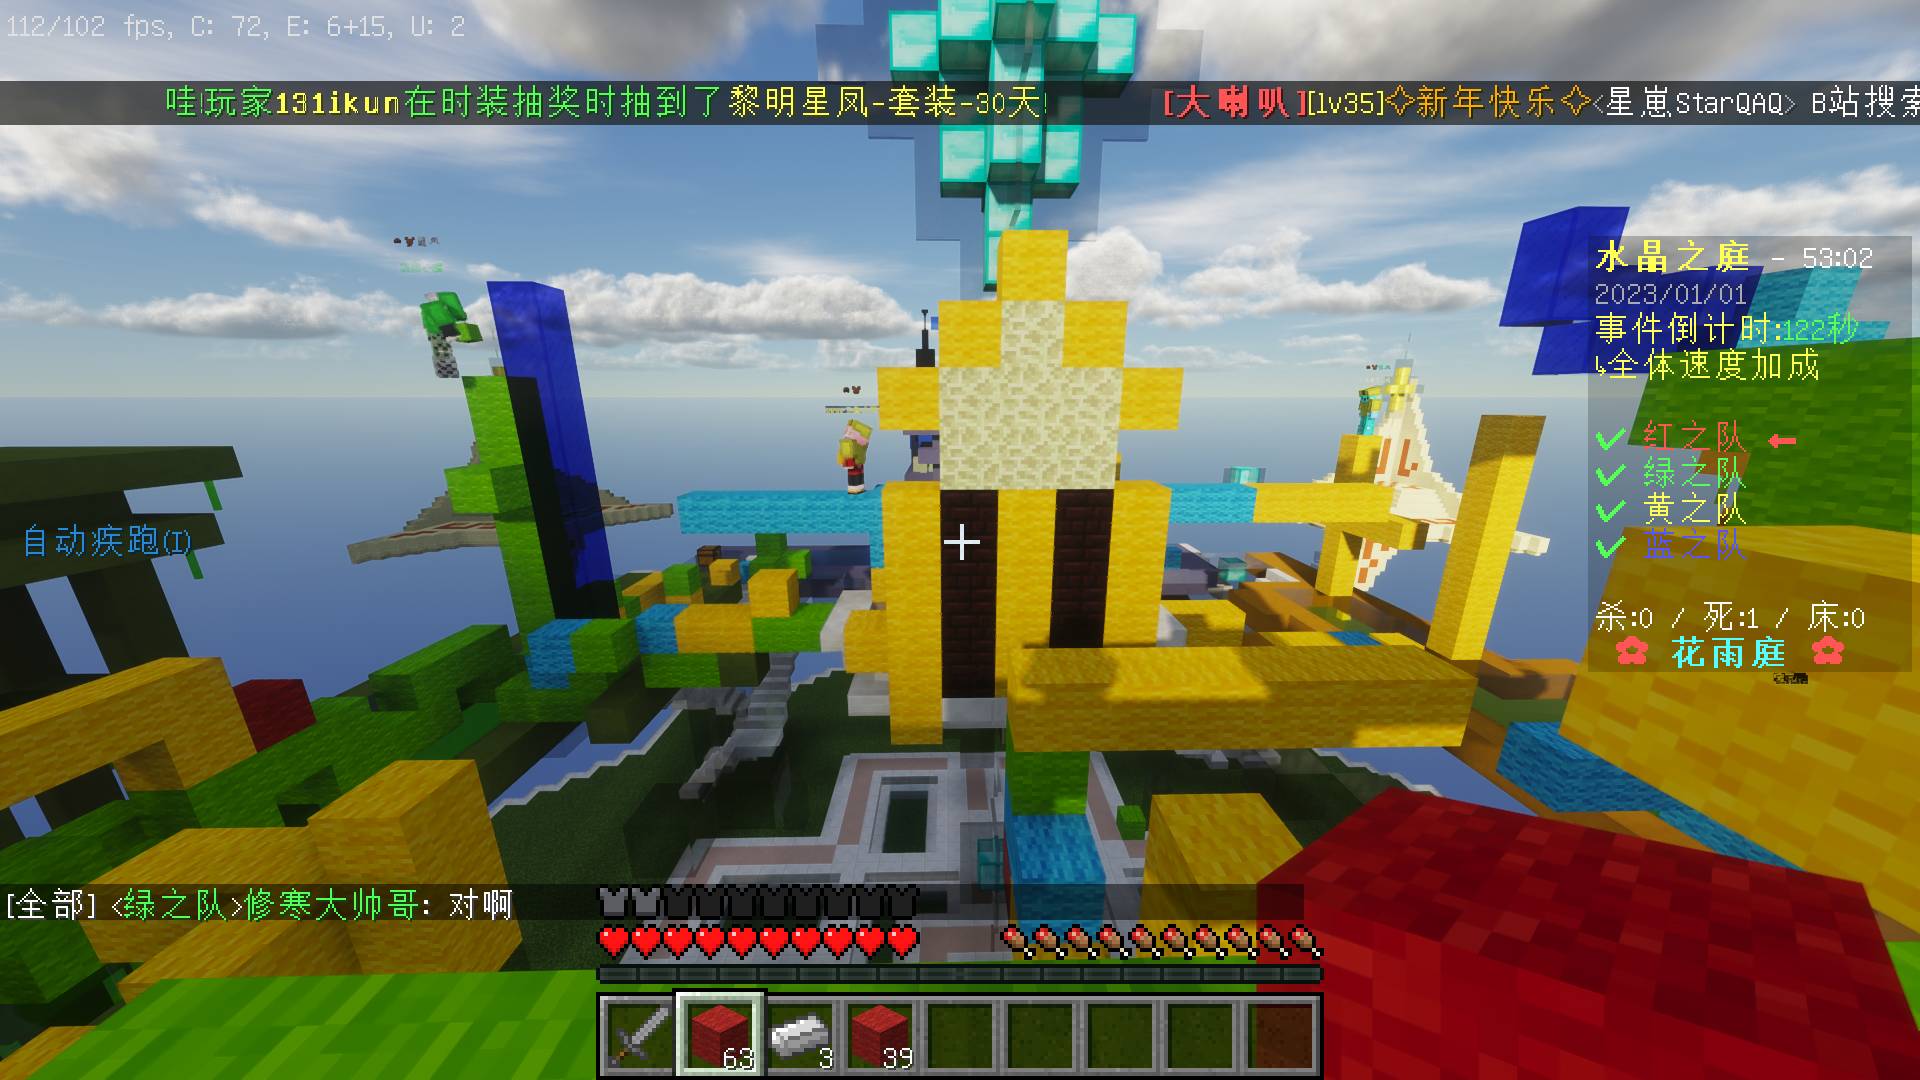 112/102 fps, C: 72, E: 6+15, U: 2
哇!玩家131ikun在时装抽奖时抽到了黎明星凤-套装-30天!
[大喇叭][lv35]✧新年快乐✧<星崽StarQAQ> B站搜索
水晶之庭 - 53:02
2023/01/01
事件倒计时:122秒
↳全体速度加成
✔ 红之队 ←
✔ 绿之队
✔ 黄之队
✔ 蓝之队
杀:0 / 死:1 / 床:0
✿ 花雨庭 ✿
自动疾跑(I)
[全部] <绿之队>修寒大帅哥: 对啊
63
3
39